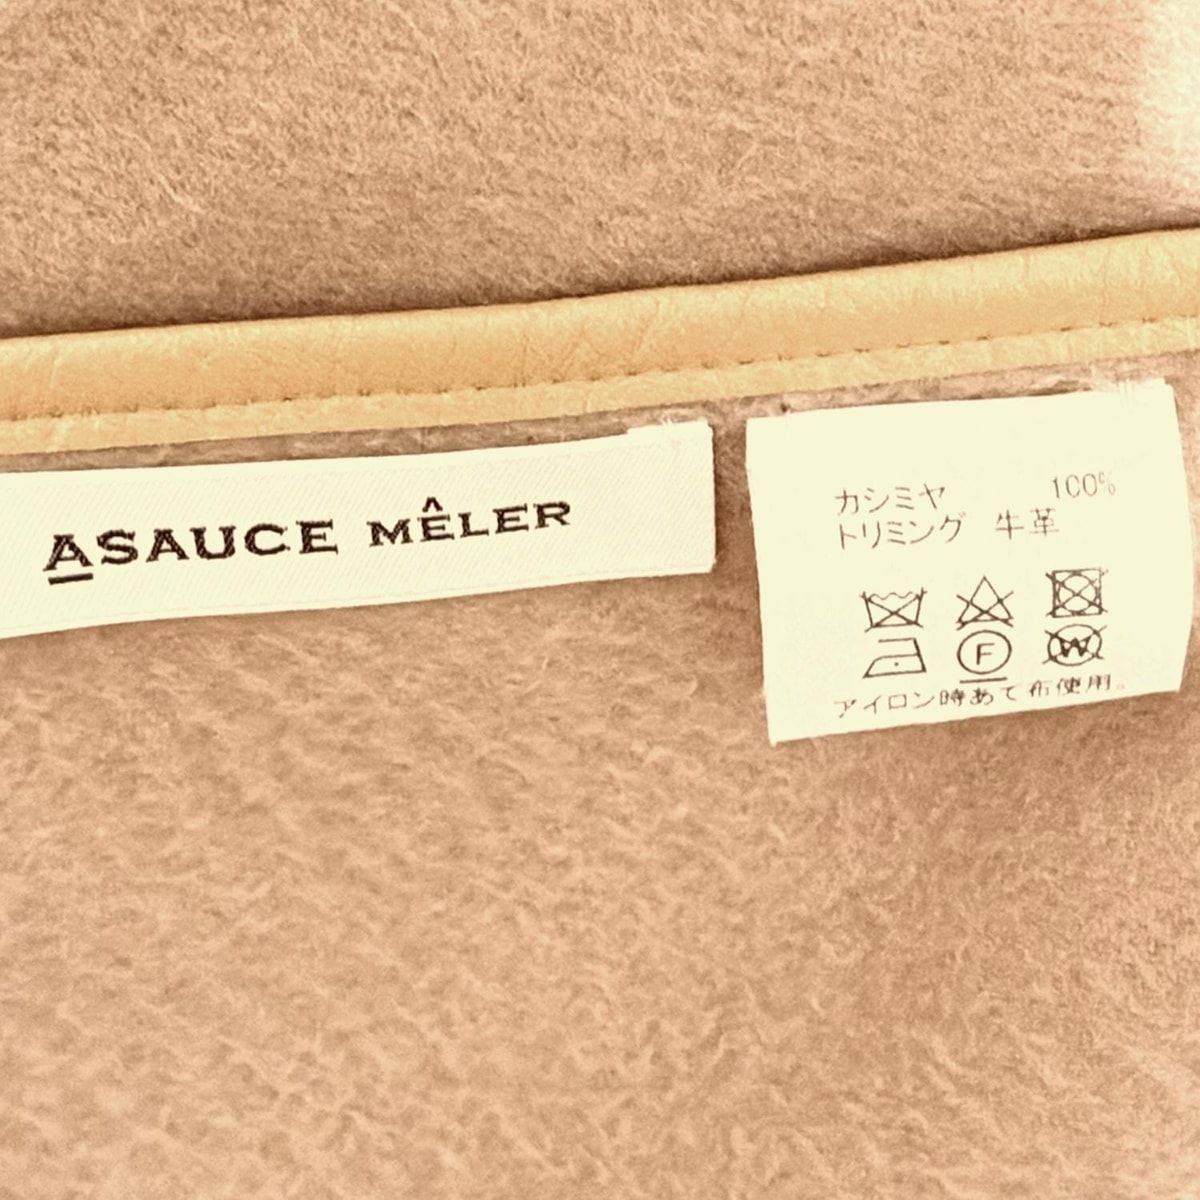 ASAUCE MÊLER
カシミヤ 100%
トリミング 牛革
F
W
アイロン時あて布使用。